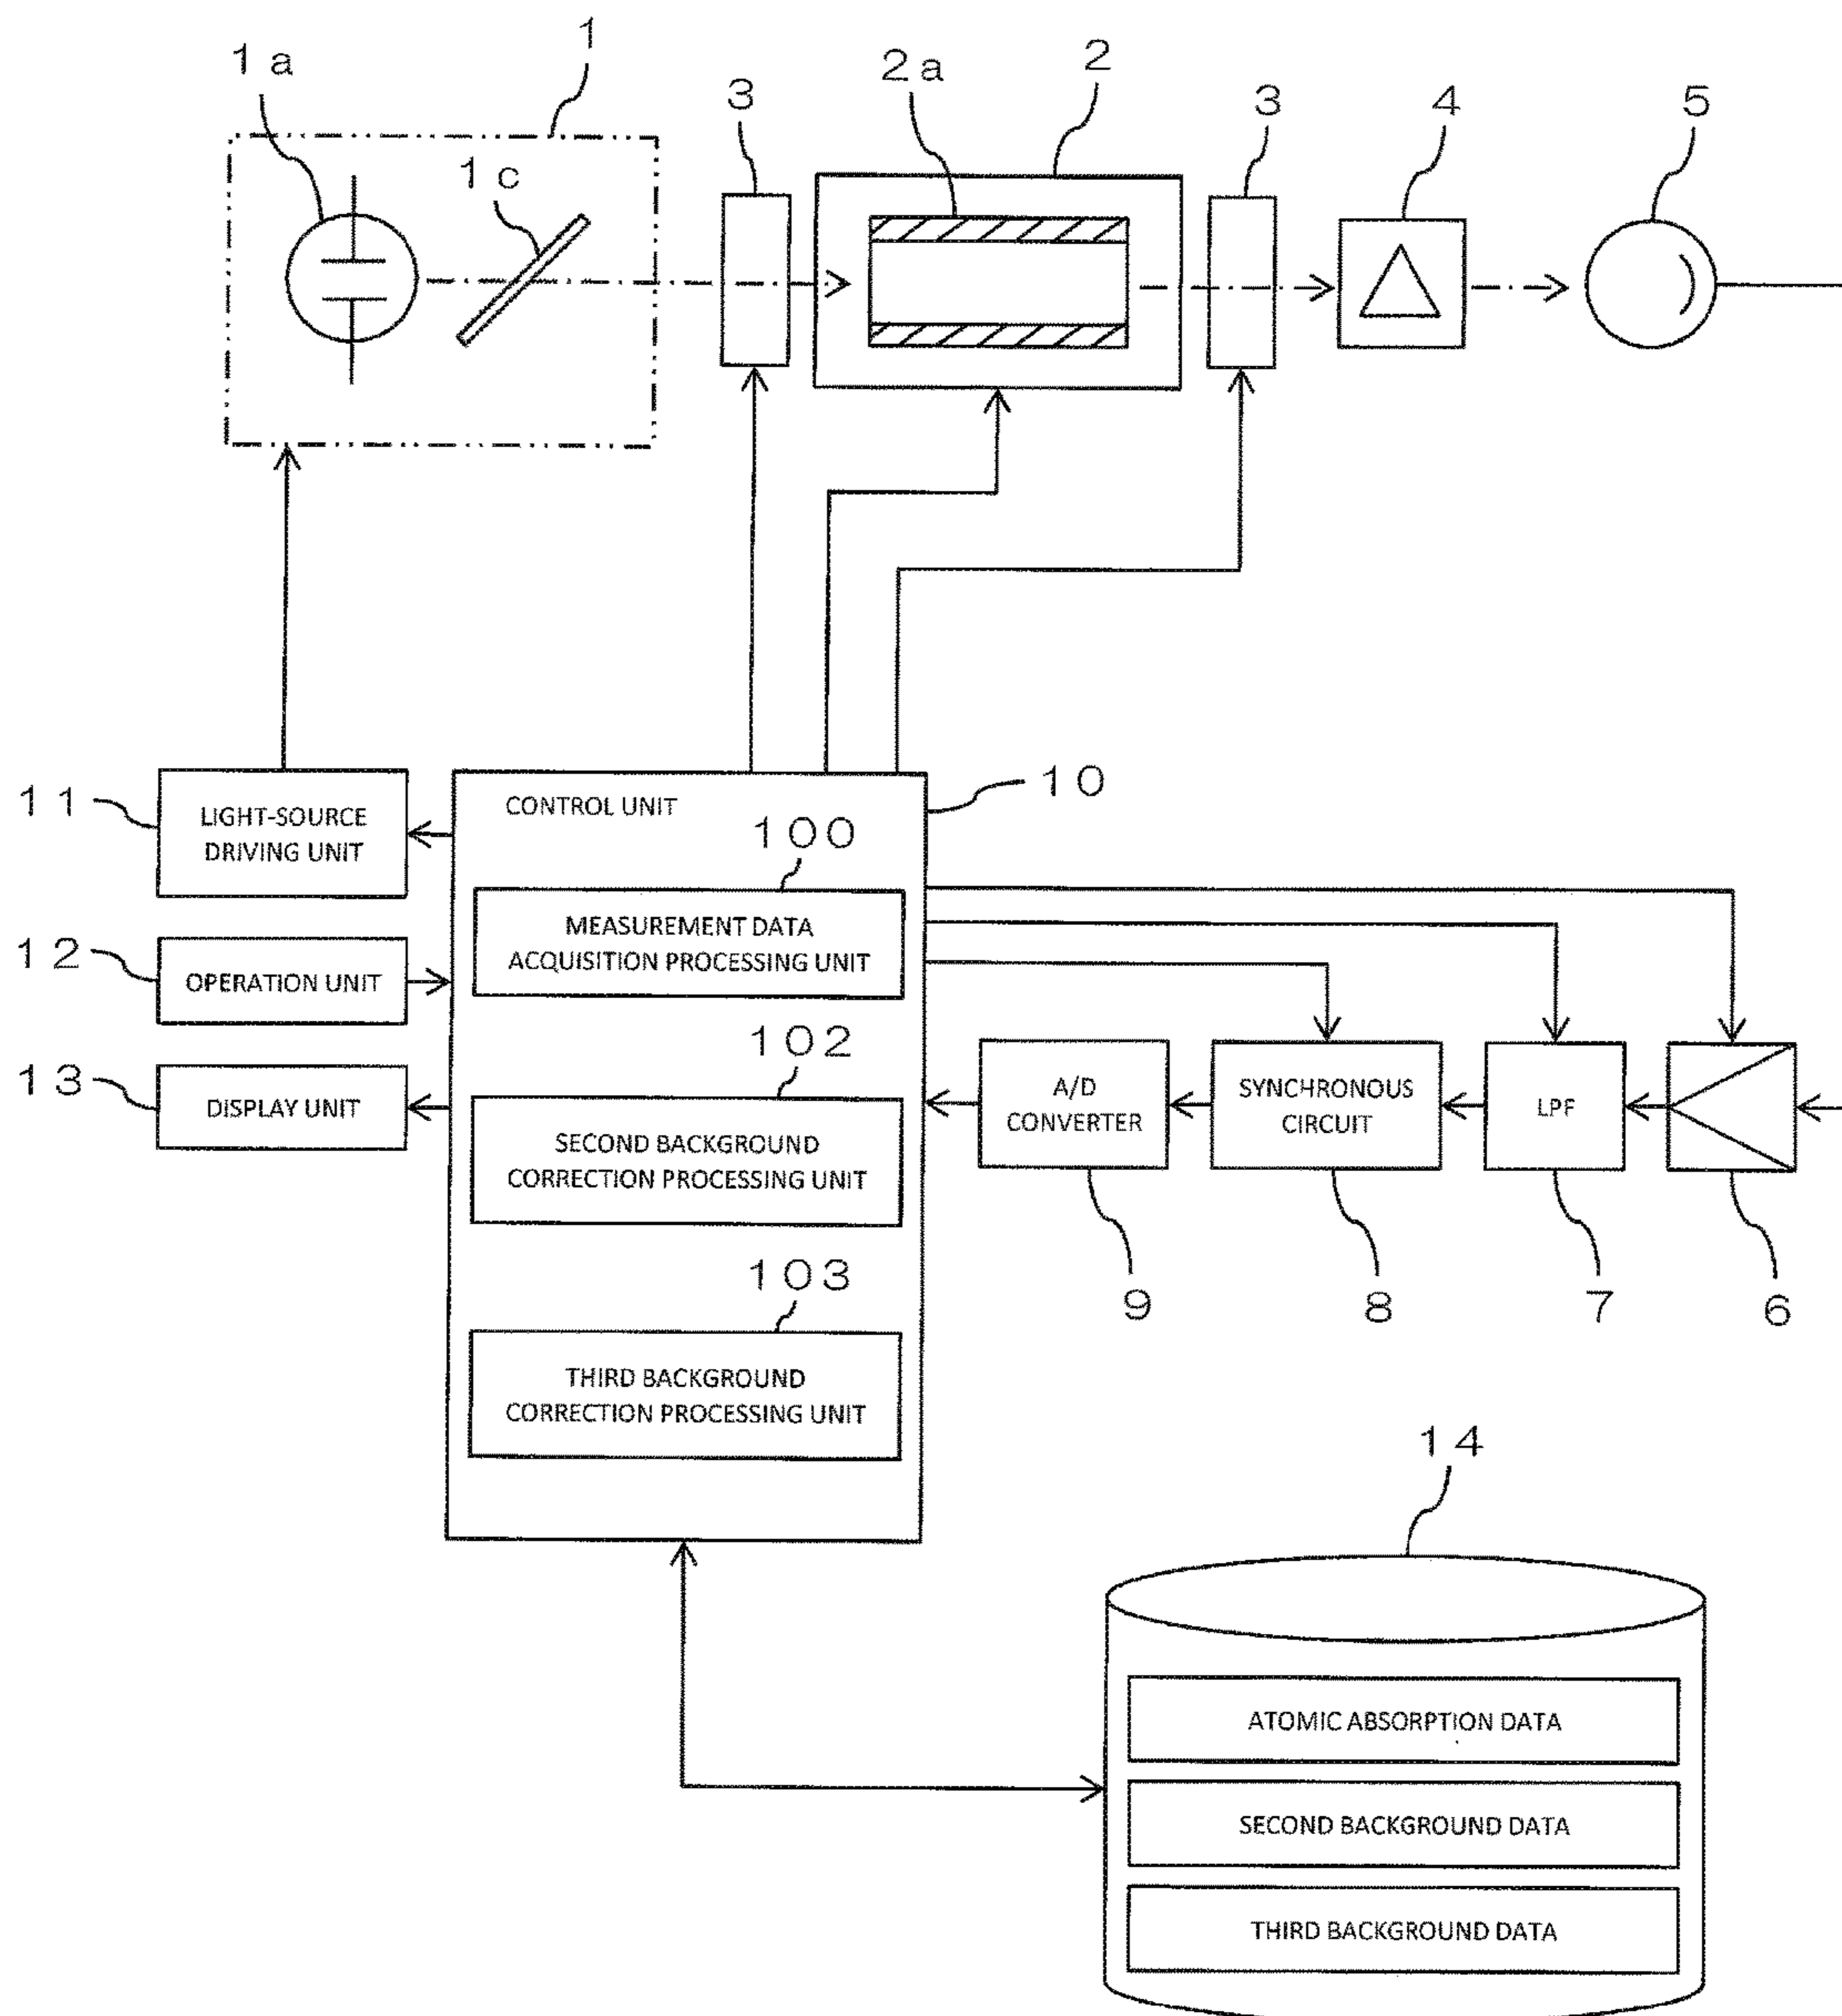 1
1a
1c
3
2a
2
3
4
5
11
LIGHT-SOURCE
DRIVING UNIT
12
OPERATION UNIT
13
DISPLAY UNIT
10
CONTROL UNIT
100
MEASUREMENT DATA
ACQUISITION PROCESSING UNIT
102
SECOND BACKGROUND
CORRECTION PROCESSING UNIT
103
THIRD BACKGROUND
CORRECTION PROCESSING UNIT
A/D
CONVERTER
SYNCHRONOUS
CIRCUIT
LPF
9
8
7
6
14
ATOMIC ABSORPTION DATA
SECOND BACKGROUND DATA
THIRD BACKGROUND DATA